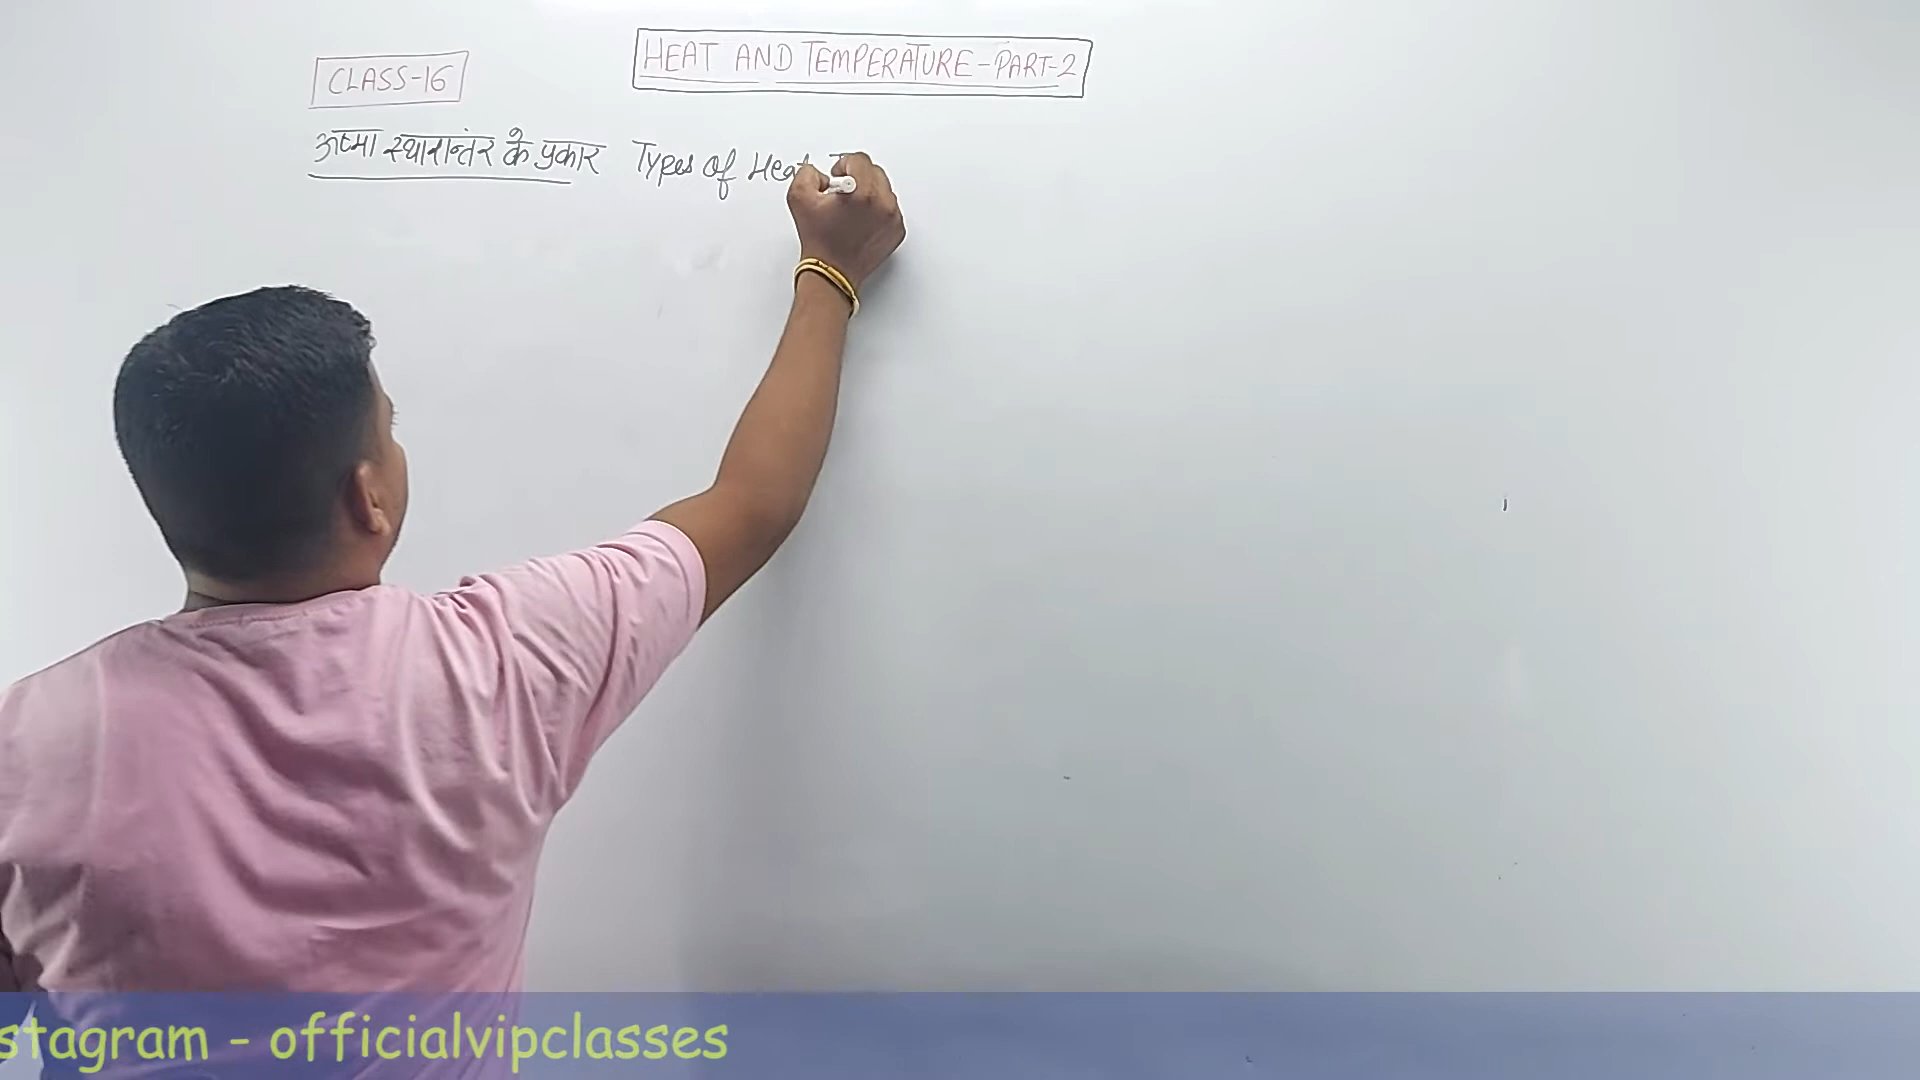 CLASS-16
HEAT AND TEMPERATURE - PART-2
ऊष्मा स्थानान्तर के प्रकार Types of Heat
stagram - officialvipclasses